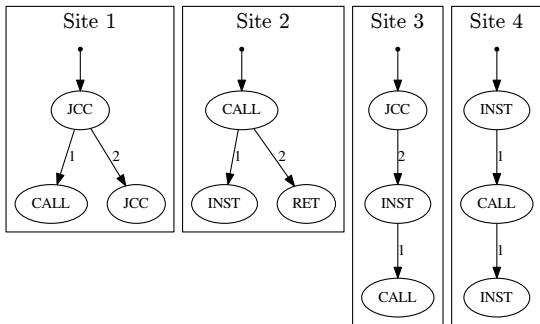 Site 1
JCC
1
2
CALL
JCC
Site 2
CALL
1
2
INST
RET
Site 3
JCC
2
INST
1
CALL
Site 4
INST
1
CALL
1
INST